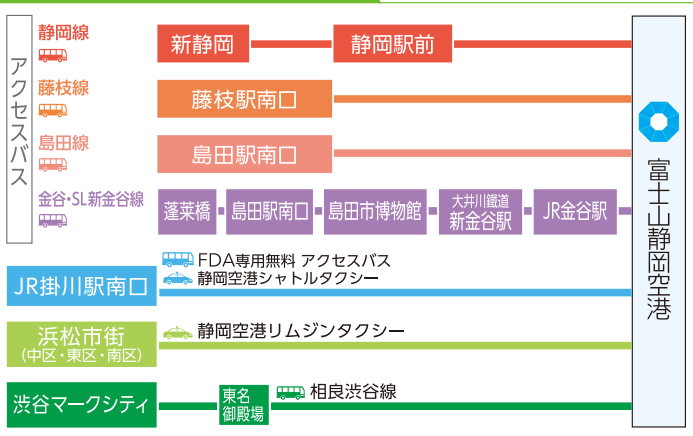 アクセスバス
静岡線
新静岡
静岡駅前
藤枝線
藤枝駅南口
島田線
島田駅南口
金谷・SL新金谷線
蓬莱橋
島田駅南口
島田市博物館
大井川鐵道
新金谷駅
JR金谷駅
JR掛川駅南口
FDA専用無料 アクセスバス
静岡空港シャトルタクシー
浜松市街
(中区・東区・南区)
静岡空港リムジンタクシー
渋谷マークシティ
東名
御殿場
相良渋谷線
富士山静岡空港